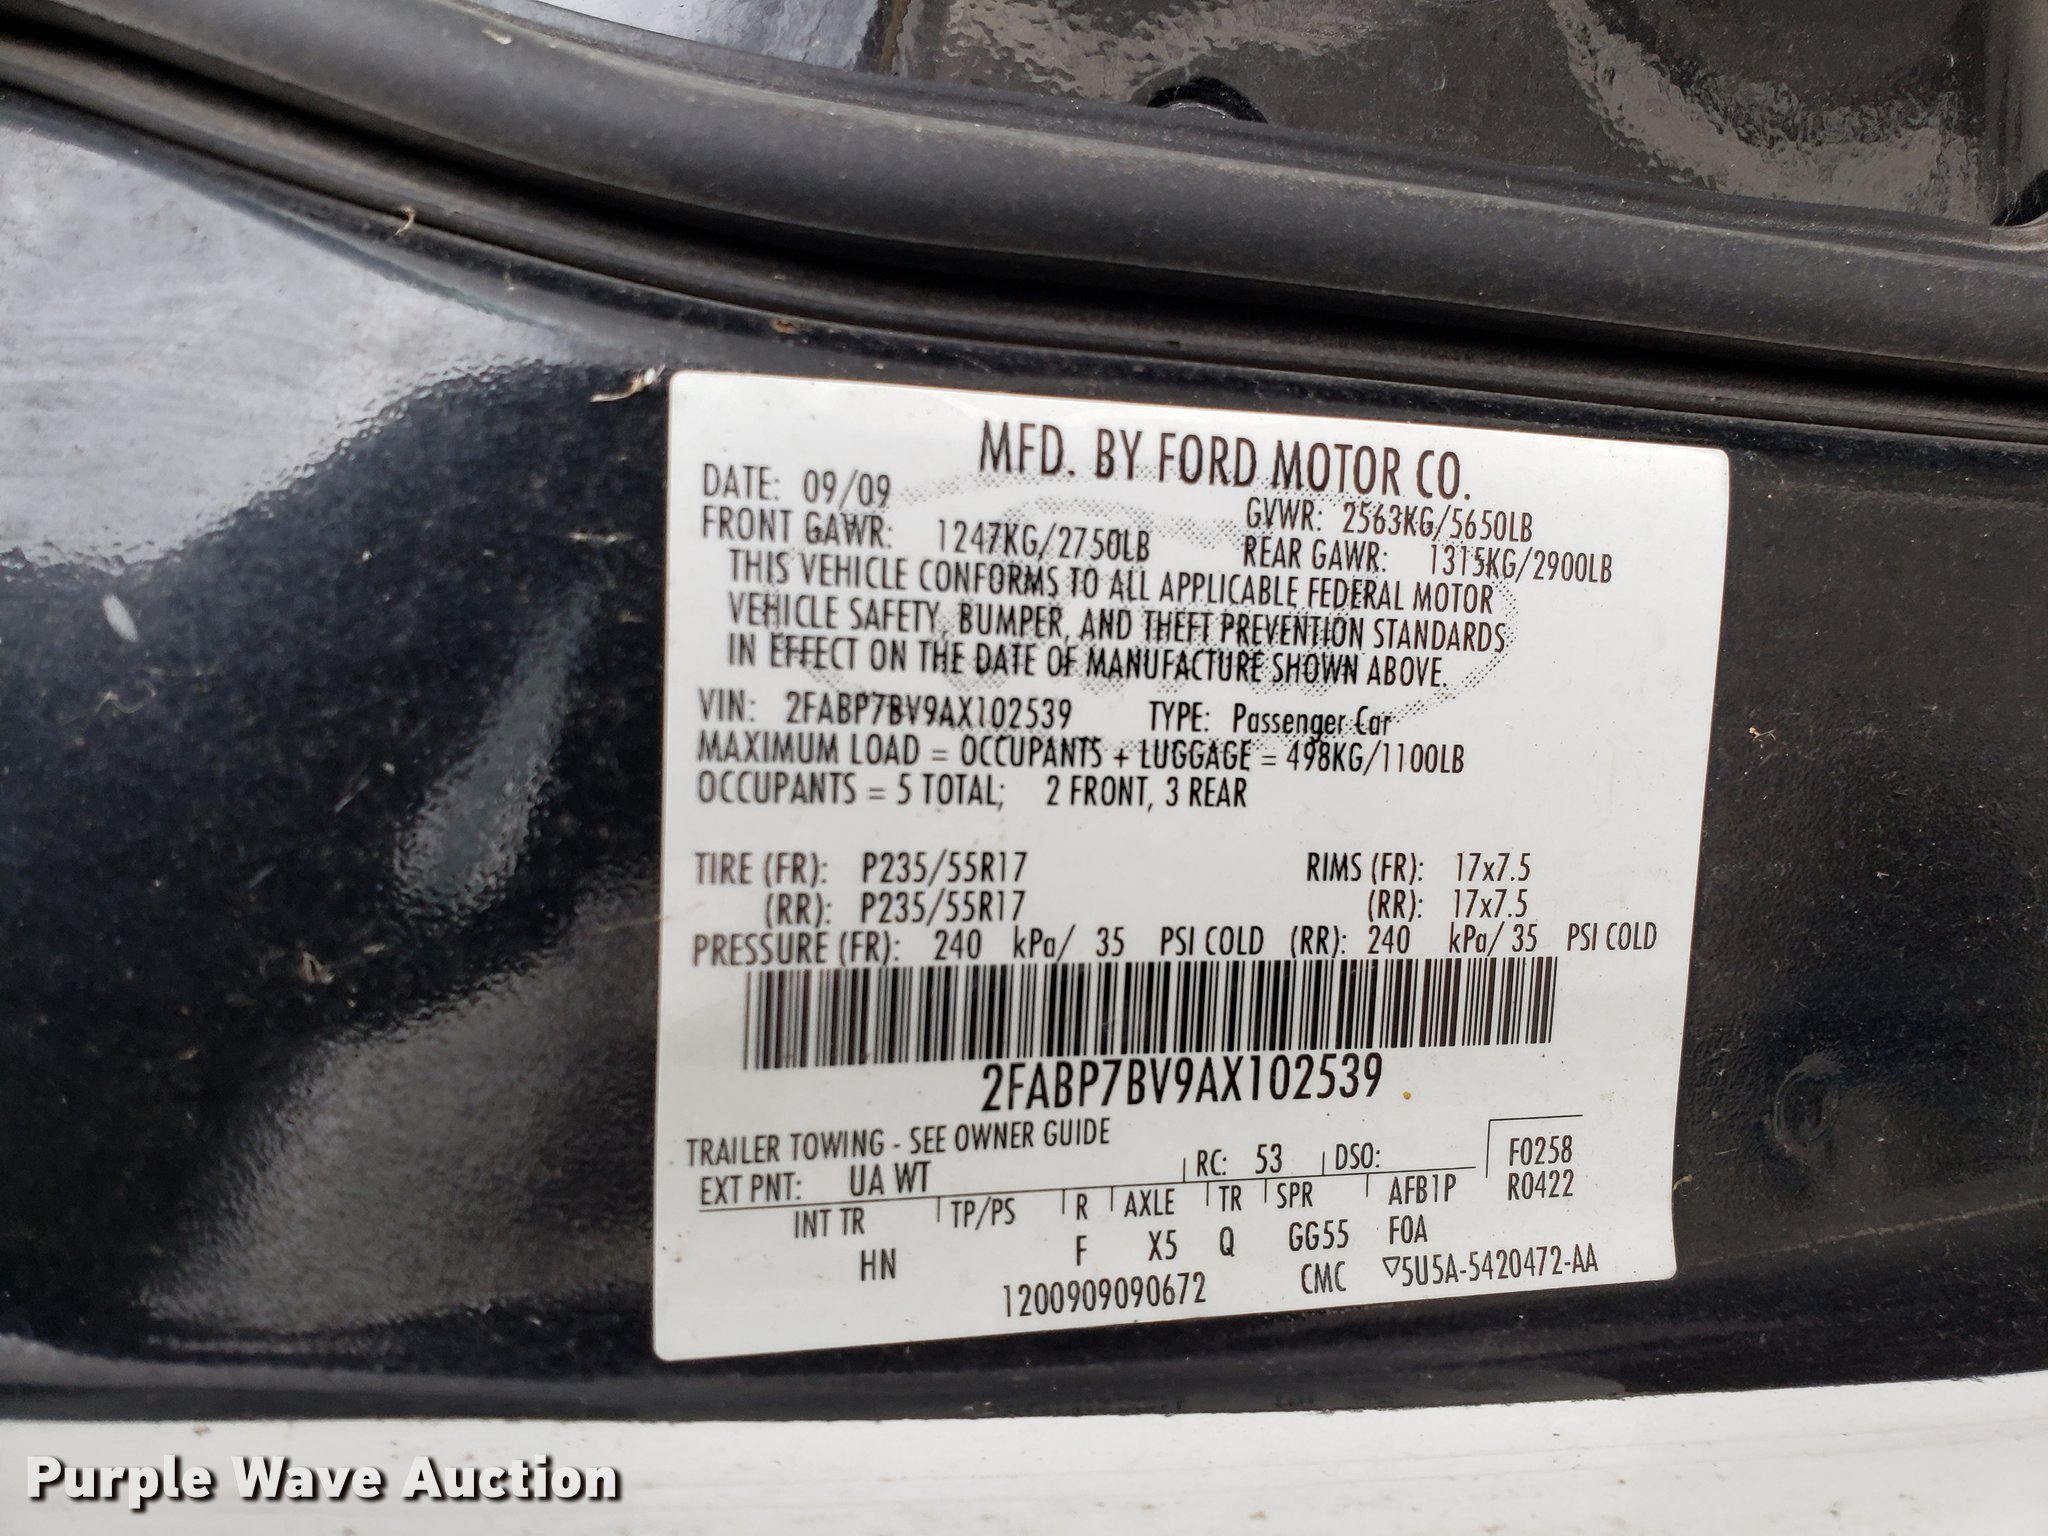 MFD. BY FORD MOTOR CO.
DATE: 09/09 GVWR: 2563KG/5650LB
FRONT GAWR: 1247KG/2750LB REAR GAWR: 1315KG/2900LB
THIS VEHICLE CONFORMS TO ALL APPLICABLE FEDERAL MOTOR
VEHICLE SAFETY, BUMPER, AND THEFT PREVENTION STANDARDS
IN EFFECT ON THE DATE OF MANUFACTURE SHOWN ABOVE.
VIN: 2FABP7BV9AX102539 TYPE: Passenger Car
MAXIMUM LOAD = OCCUPANTS + LUGGAGE = 498KG/1100LB
OCCUPANTS = 5 TOTAL; 2 FRONT, 3 REAR
TIRE (FR): P235/55R17 RIMS (FR): 17x7.5
(RR): P235/55R17 (RR): 17x7.5
PRESSURE (FR): 240 kPa/ 35 PSI COLD (RR): 240 kPa/ 35 PSI COLD
2FABP7BV9AX102539
TRAILER TOWING - SEE OWNER GUIDE
EXT PNT: UA WT RC: 53 DSO: F0258
INT TR TP/PS R AXLE TR SPR AFB1P R0422
HN F X5 Q GG55 F0A
1200909090672 CMC ▽5U5A-5420472-AA
Purple Wave Auction